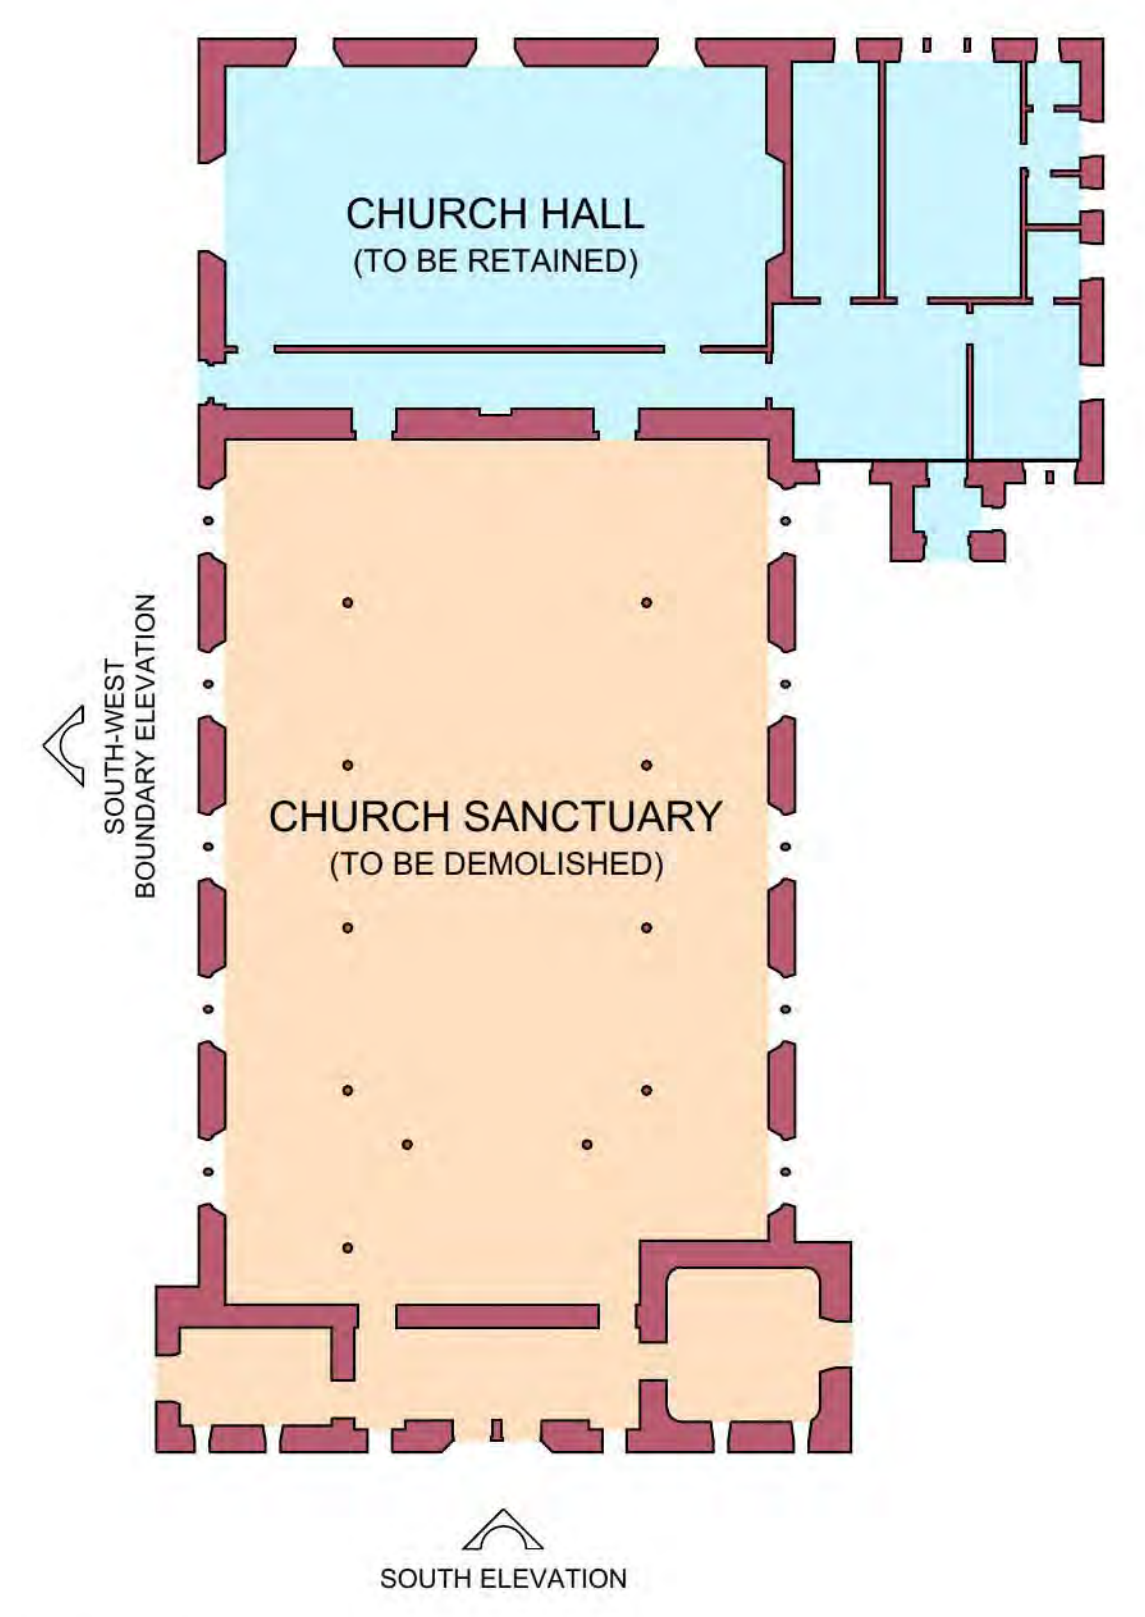 CHURCH HALL
(TO BE RETAINED)
SOUTH-WEST
BOUNDARY ELEVATION
CHURCH SANCTUARY
(TO BE DEMOLISHED)
SOUTH ELEVATION